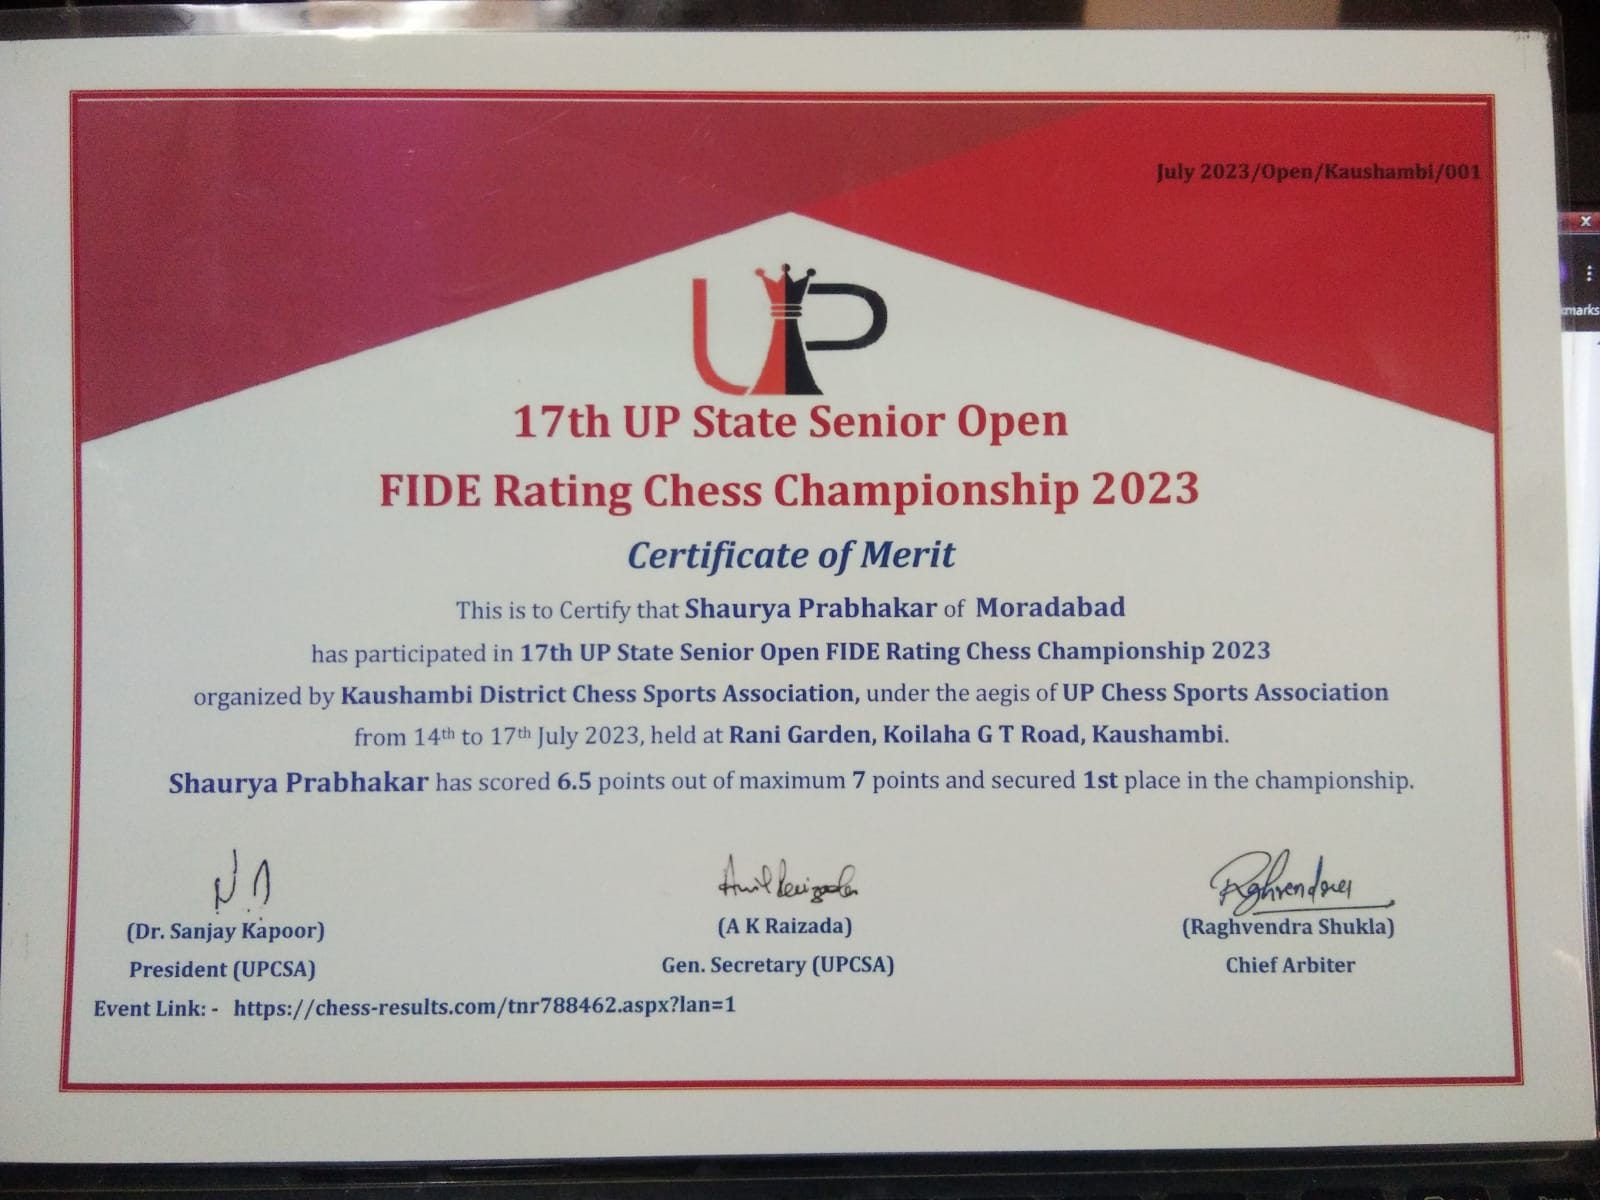 July 2023/Open/Kaushambi/001
UP
17th UP State Senior Open
FIDE Rating Chess Championship 2023
Certificate of Merit
This is to Certify that Shaurya Prabhakar of Moradabad
has participated in 17th UP State Senior Open FIDE Rating Chess Championship 2023
organized by Kaushambi District Chess Sports Association, under the aegis of UP Chess Sports Association
from 14th to 17th July 2023, held at Rani Garden, Koilaha G T Road, Kaushambi.
Shaurya Prabhakar has scored 6.5 points out of maximum 7 points and secured 1st place in the championship.
(Dr. Sanjay Kapoor) (A K Raizada) (Raghvendra Shukla)
President (UPCSA) Gen. Secretary (UPCSA) Chief Arbiter
Event Link: - https://chess-results.com/tnr788462.aspx?lan=1